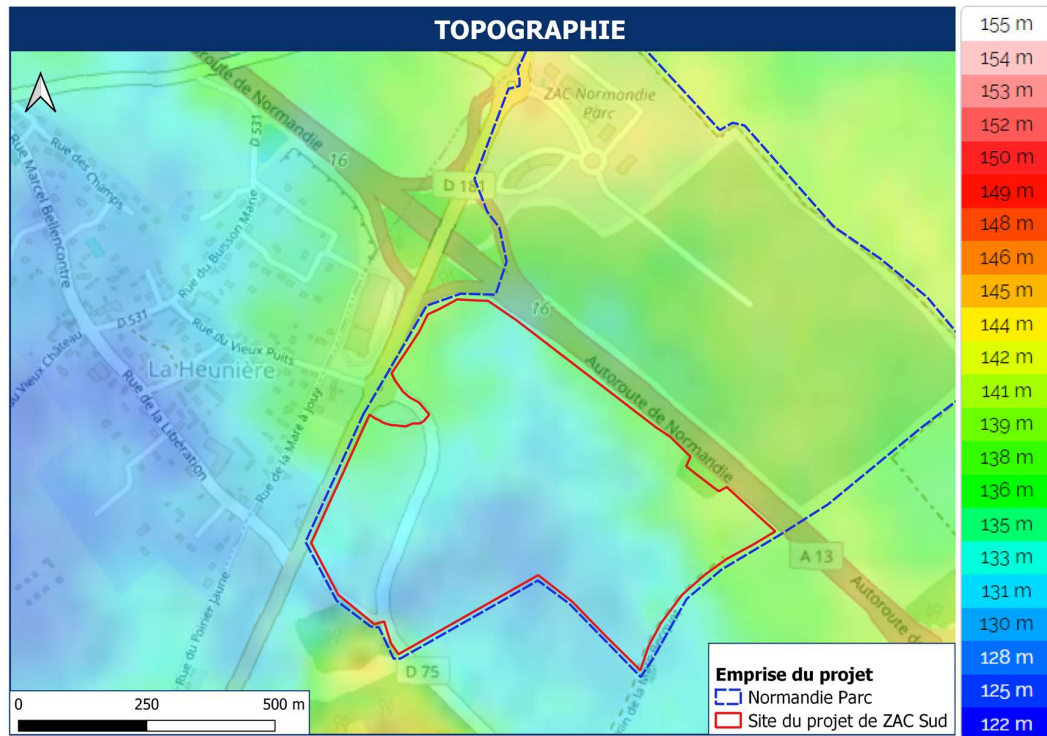 TOPOGRAPHIE
Autoroute de Normandie
ZAC Normandie
Parc
D 531
16
D 181
Rue des Champs
Rue Marcel Bellencontre
Rue du Buisson Marie
D 531
Rue du Vieux Puits
La Heunière
16
Autoroute de Normandie
Vieux Château
Rue de la Libération
Rue de la Mare à Jouy
Rue du Poirier Jaune
A 13
Autoroute de
D 75
Emprise du projet
Normandie Parc
Site du projet de ZAC Sud
0 250 500 m
155 m
154 m
153 m
152 m
150 m
149 m
148 m
146 m
145 m
144 m
142 m
141 m
139 m
138 m
136 m
135 m
133 m
131 m
130 m
128 m
125 m
122 m